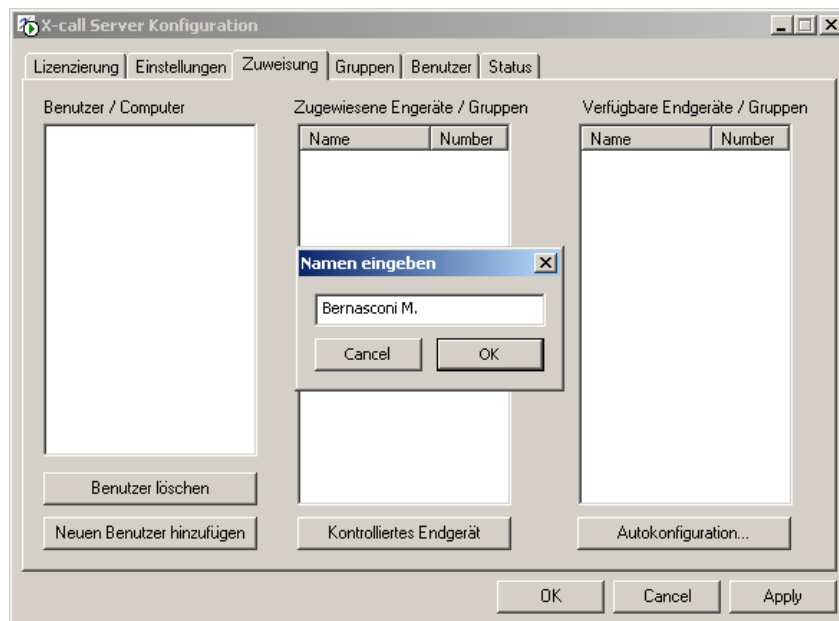 X-call Server Konfiguration
Lizenzierung Einstellungen Zuweisung Gruppen Benutzer Status
Benutzer / Computer
Zugewiesene Engeräte / Gruppen
Verfügbare Endgeräte / Gruppen
Name Number
Name Number
Namen eingeben
Bernasconi M.
Cancel OK
Benutzer löschen
Neuen Benutzer hinzufügen
Kontrolliertes Endgerät
Autokonfiguration...
OK Cancel Apply